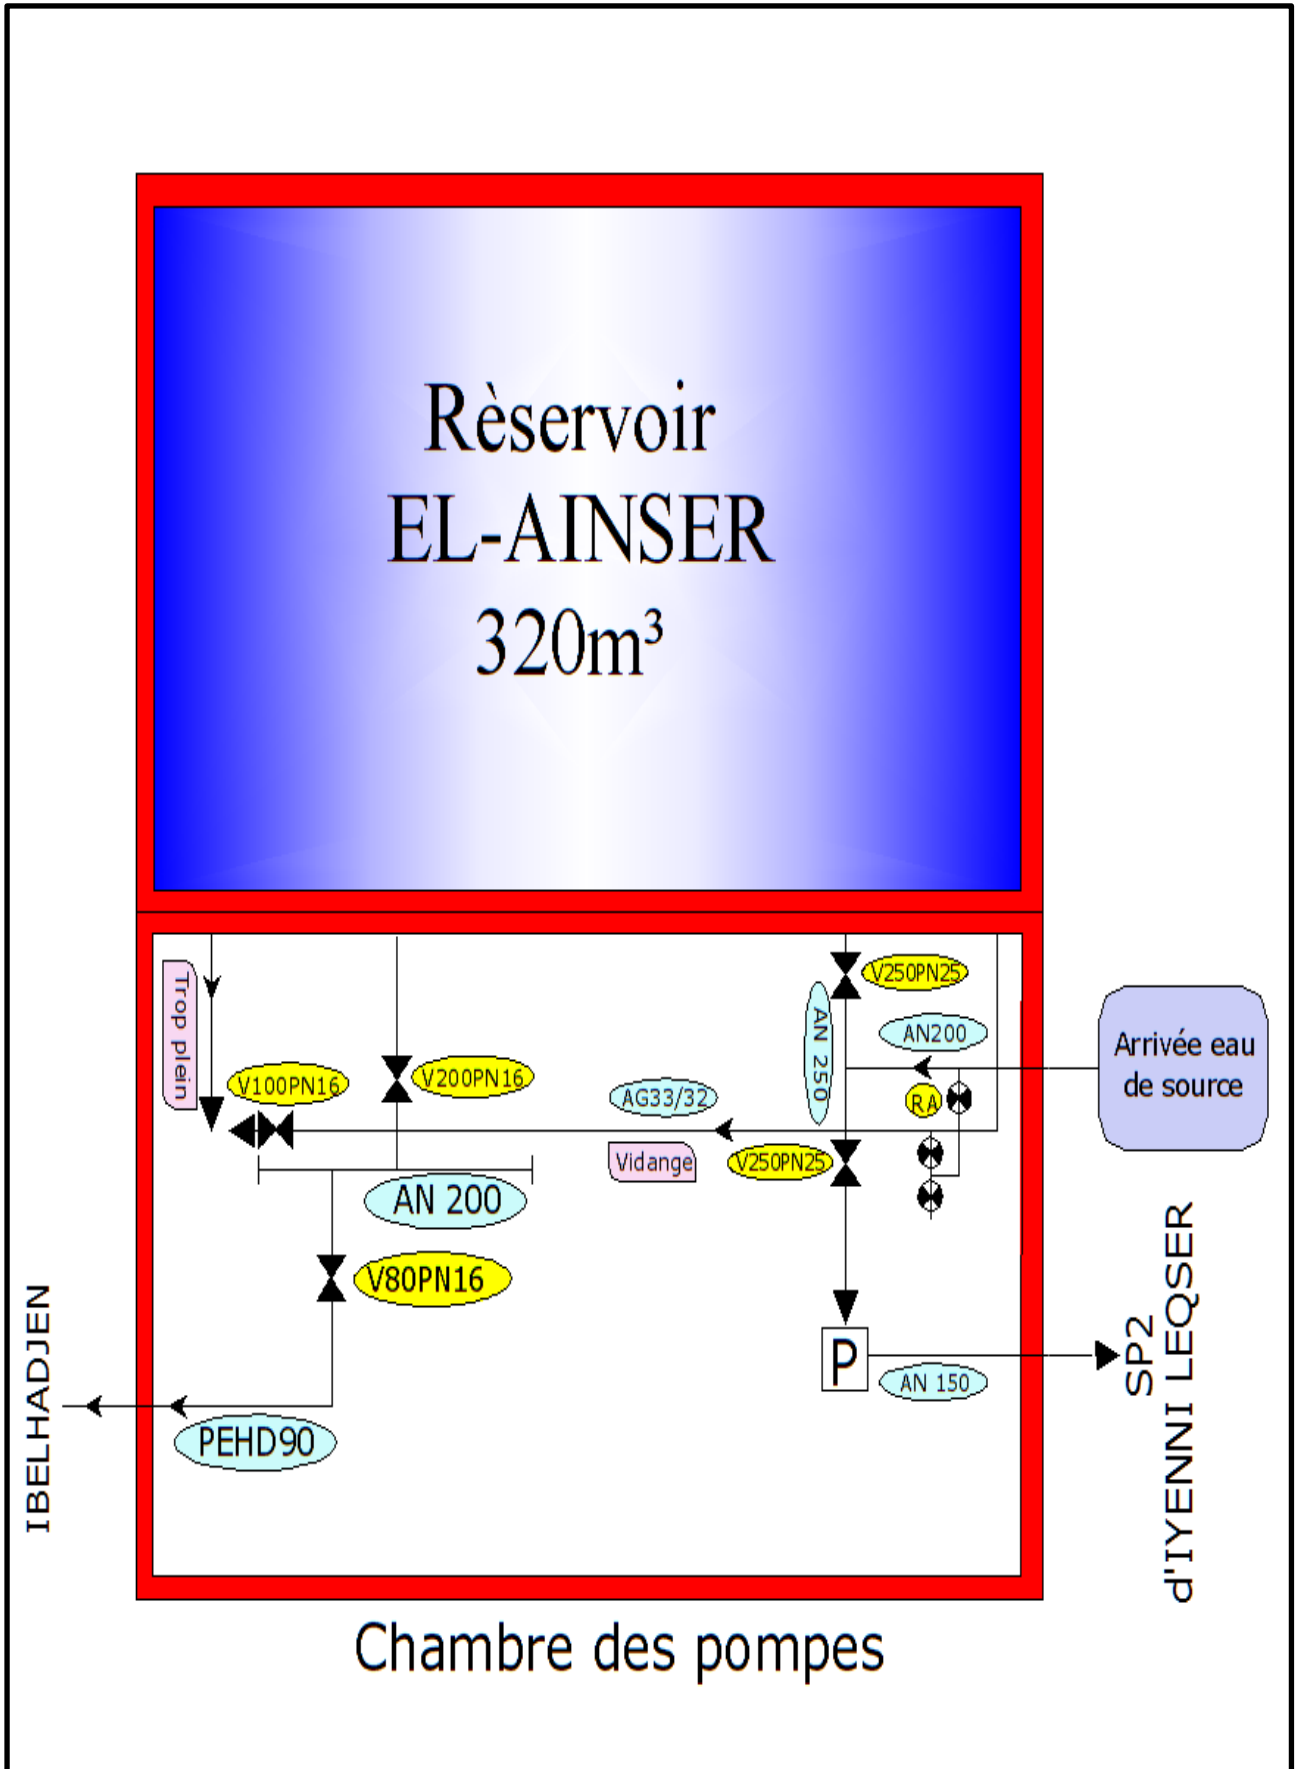 Rèservoir
EL-AINSER
320m³
Trop plein
V100PN16
V200PN16
AN 200
V80PN16
PEHD90
IBELHADJEN
AG33/32
Vidange
V250PN25
AN 250
AN200
RA
V250PN25
P
AN 150
Arrivée eau
de source
SP2
d'IYENNI LEQSER
Chambre des pompes